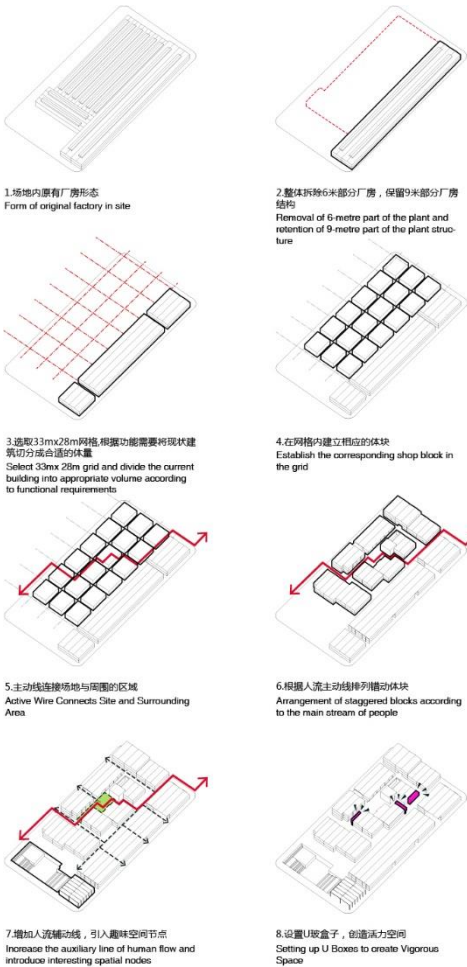 1.场地内原有厂房形态
Form of original factory in site
2.整体拆除6米部分厂房，保留9米部分厂房
结构
Removal of 6-metre part of the plant and
retention of 9-metre part of the plant struc-
ture
3.选取33mx28m网格,根据功能需要将现状建
筑切分成合适的体量
Select 33mx 28m grid and divide the current
building into appropriate volume according
to functional requirements
4.在网格内建立相应的体块
Establish the corresponding shop block in
the grid
5.主动线连接场地与周围的区域
Active Wire Connects Site and Surrounding
Area
6.根据人流主动线排列错动体块
Arrangement of staggered blocks according
to the main stream of people
7.增加人流辅动线，引入趣味空间节点
Increase the auxiliary line of human flow and
introduce interesting spatial nodes
8.设置U玻盒子，创造活力空间
Setting up U Boxes to create Vigorous
Space